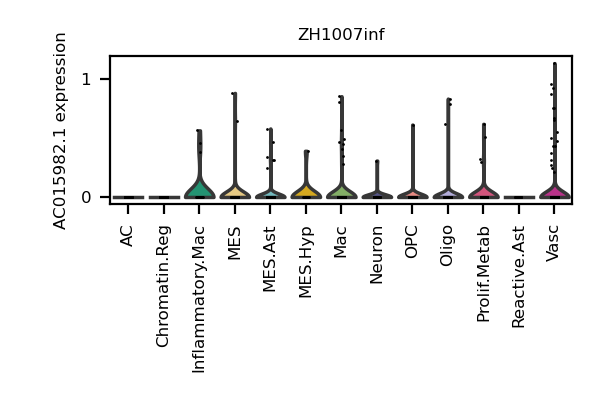 ZH1007inf
AC015982.1 expression
1
0
AC
Chromatin.Reg
Inflammatory.Mac
MES
MES.Ast
MES.Hyp
Mac
Neuron
OPC
Oligo
Prolif.Metab
Reactive.Ast
Vasc